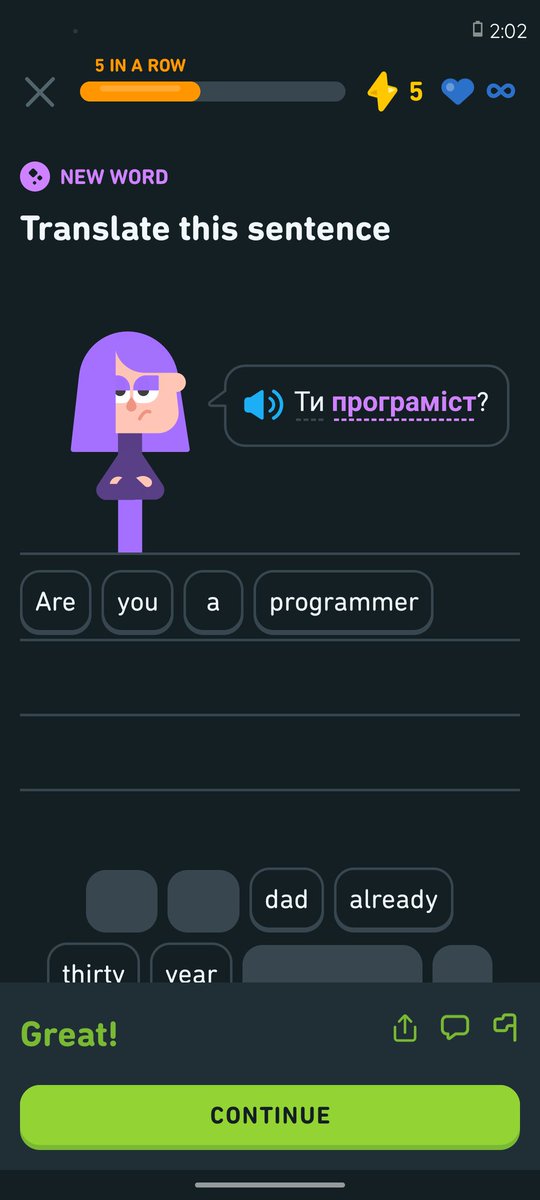 2:02
5 IN A ROW
5
NEW WORD
Translate this sentence
Ти програміст?
Are you a programmer
dad already
thirty year
Great!
CONTINUE